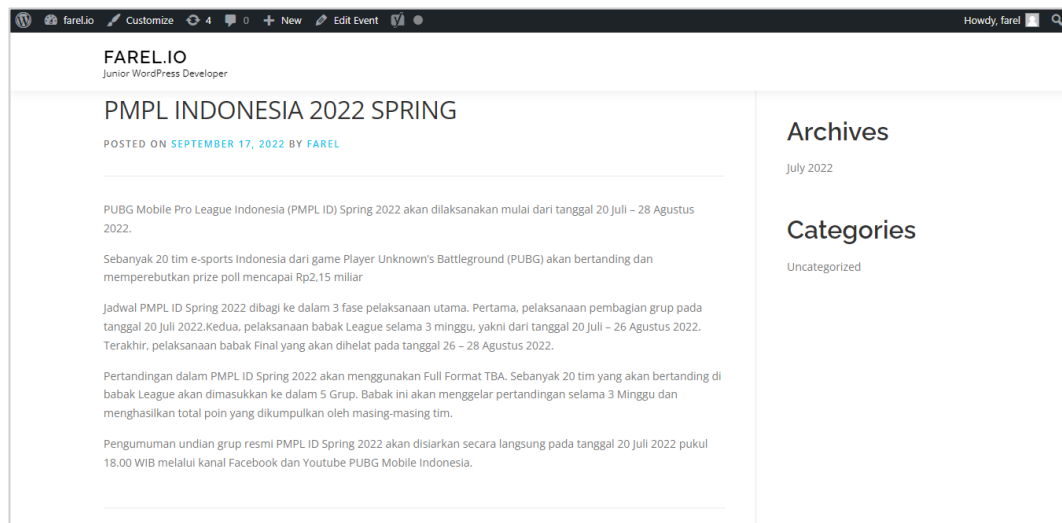 farel.io Customize 4 0 + New Edit Event Howdy, farel
FAREL.IO
Junior WordPress Developer
PMPL INDONESIA 2022 SPRING
POSTED ON SEPTEMBER 17, 2022 BY FAREL
PUBG Mobile Pro League Indonesia (PMPL ID) Spring 2022 akan dilaksanakan mulai dari tanggal 20 Juli – 28 Agustus
2022.
Sebanyak 20 tim e-sports Indonesia dari game Player Unknown's Battleground (PUBG) akan bertanding dan
memperebutkan prize poll mencapai Rp2,15 miliar
Jadwal PMPL ID Spring 2022 dibagi ke dalam 3 fase pelaksanaan utama. Pertama, pelaksanaan pembagian grup pada
tanggal 20 Juli 2022.Kedua, pelaksanaan babak League selama 3 minggu, yakni dari tanggal 20 Juli – 26 Agustus 2022.
Terakhir, pelaksanaan babak Final yang akan dihelat pada tanggal 26 – 28 Agustus 2022.
Pertandingan dalam PMPL ID Spring 2022 akan menggunakan Full Format TBA. Sebanyak 20 tim yang akan bertanding di
babak League akan dimasukkan ke dalam 5 Grup. Babak ini akan menggelar pertandingan selama 3 Minggu dan
menghasilkan total poin yang dikumpulkan oleh masing-masing tim.
Pengumuman undian grup resmi PMPL ID Spring 2022 akan disiarkan secara langsung pada tanggal 20 Juli 2022 pukul
18.00 WIB melalui kanal Facebook dan Youtube PUBG Mobile Indonesia.
Archives
July 2022
Categories
Uncategorized